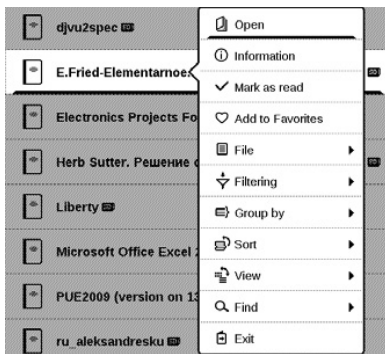 djvu2spec
E.Fried-Elementarnoe
Electronics Projects Fo
Herb Sutter. Решение
Liberty
Microsoft Office Excel
PUE2009 (version on 13
ru_aleksandresku
Open
Information
Mark as read
Add to Favorites
File
Filtering
Group by
Sort
View
Find
Exit